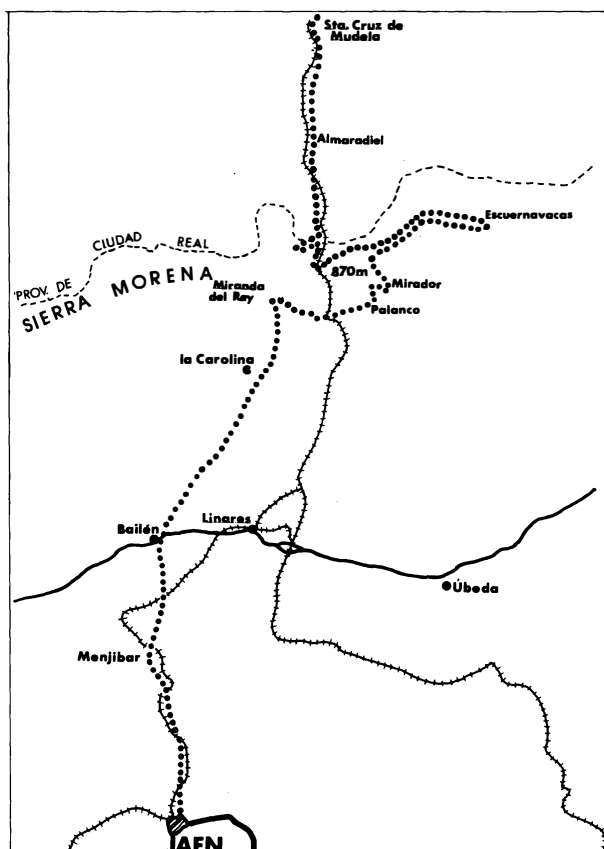 Sta. Cruz de
Mudela
Almaradiel
Escuernavacas
CIUDAD REAL
870m
PROV. DE
SIERRA MORENA
Miranda
del Rey
Mirador
Palanco
la Carolina
Linares
Bailén
Úbeda
Menjibar